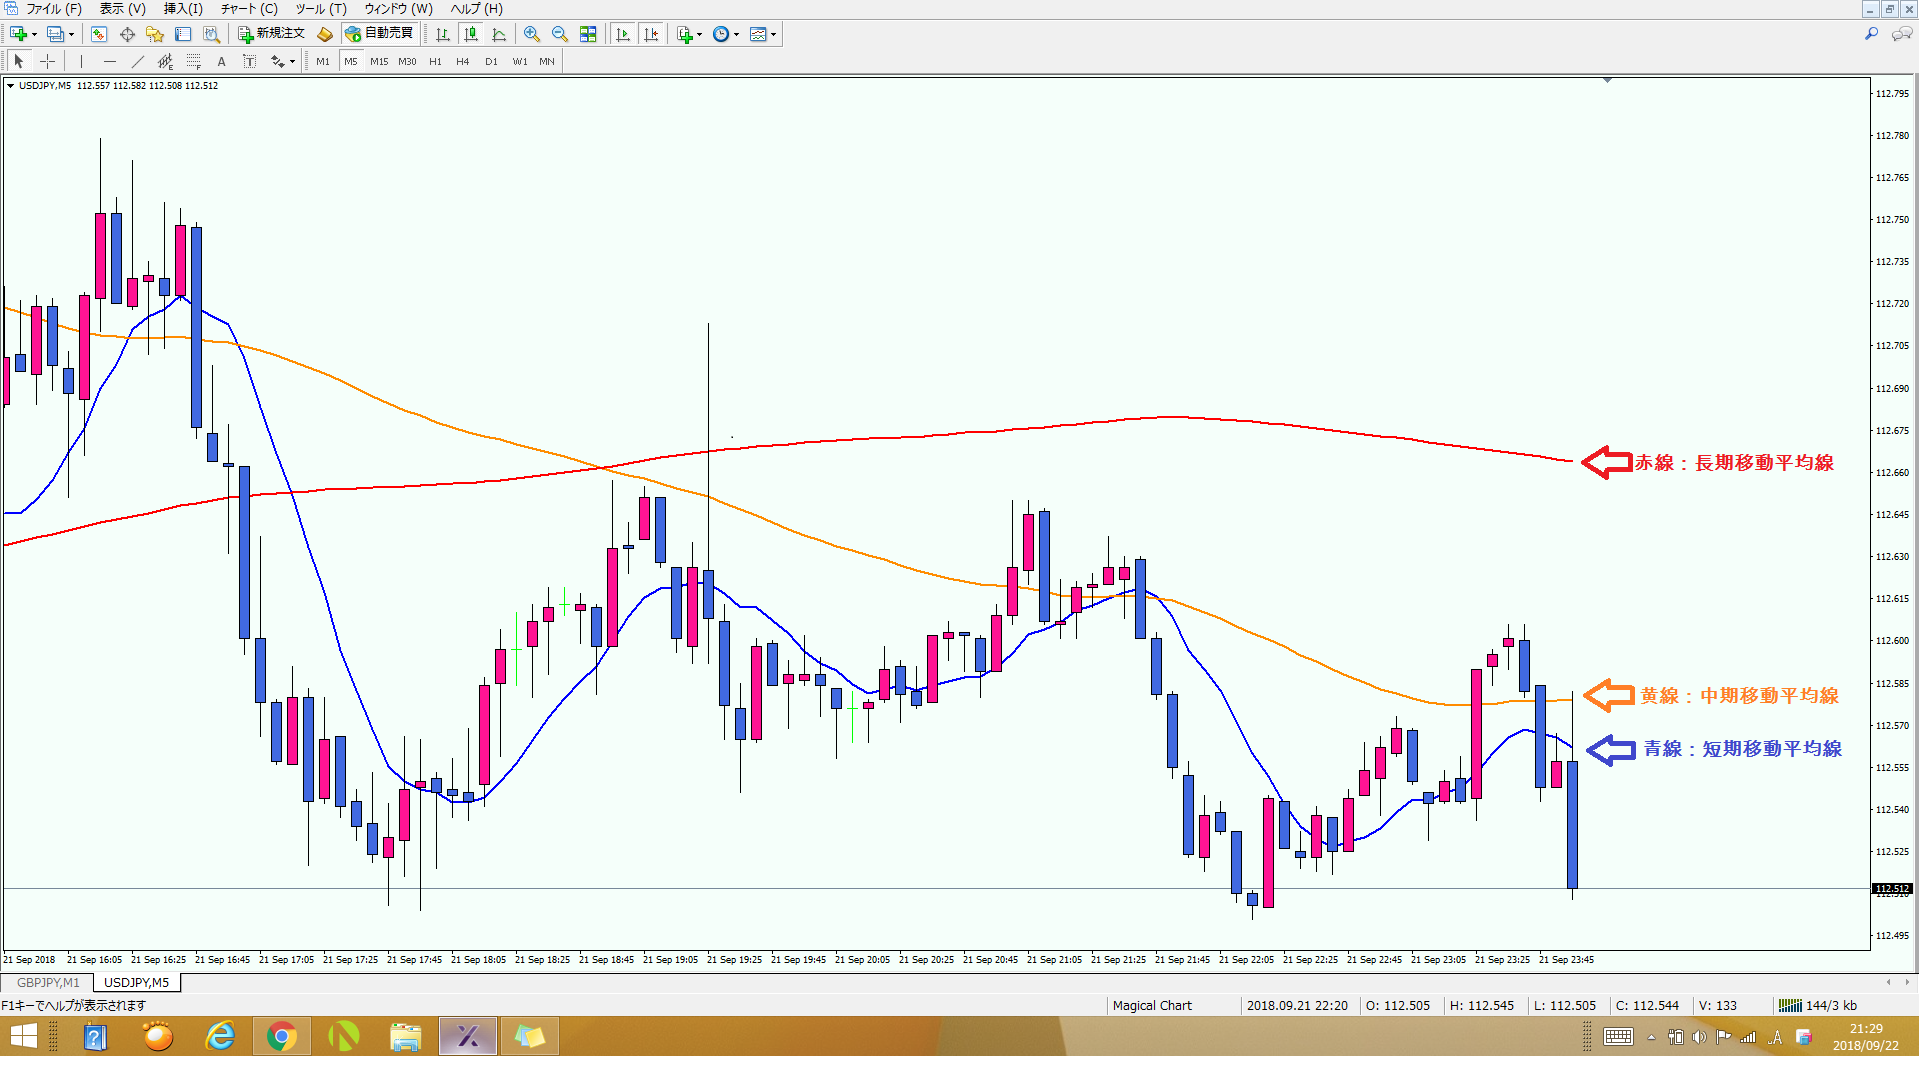 ファイル (F) 表示 (V) 挿入(I) チャート (C) ツール (T) ウィンドウ (W) ヘルプ (H)
新規注文 自動売買
A T M1 M5 M15 M30 H1 H4 D1 W1 MN
USDJPY,M5 112.557 112.582 112.508 112.512
112.795
112.780
112.765
112.750
112.735
112.720
112.705
112.690
112.675
赤線：長期移動平均線
112.660
112.645
112.630
112.615
112.600
112.585
黄線：中期移動平均線
112.570
青線：短期移動平均線
112.555
112.540
112.525
112.512
112.510
112.495
21 Sep 2018 21 Sep 16:05 21 Sep 16:25 21 Sep 16:45 21 Sep 17:05 21 Sep 17:25 21 Sep 17:45 21 Sep 18:05 21 Sep 18:25 21 Sep 18:45 21 Sep 19:05 21 Sep 19:25 21 Sep 19:45 21 Sep 20:05 21 Sep 20:25 21 Sep 20:45 21 Sep 21:05 21 Sep 21:25 21 Sep 21:45 21 Sep 22:05 21 Sep 22:25 21 Sep 22:45 21 Sep 23:05 21 Sep 23:25 21 Sep 23:45
GBPJPY,M1 USDJPY,M5
F1キーでヘルプが表示されます Magical Chart 2018.09.21 22:20 O: 112.505 H: 112.545 L: 112.505 C: 112.544 V: 133 144/3 kb
A 21:29
2018/09/22